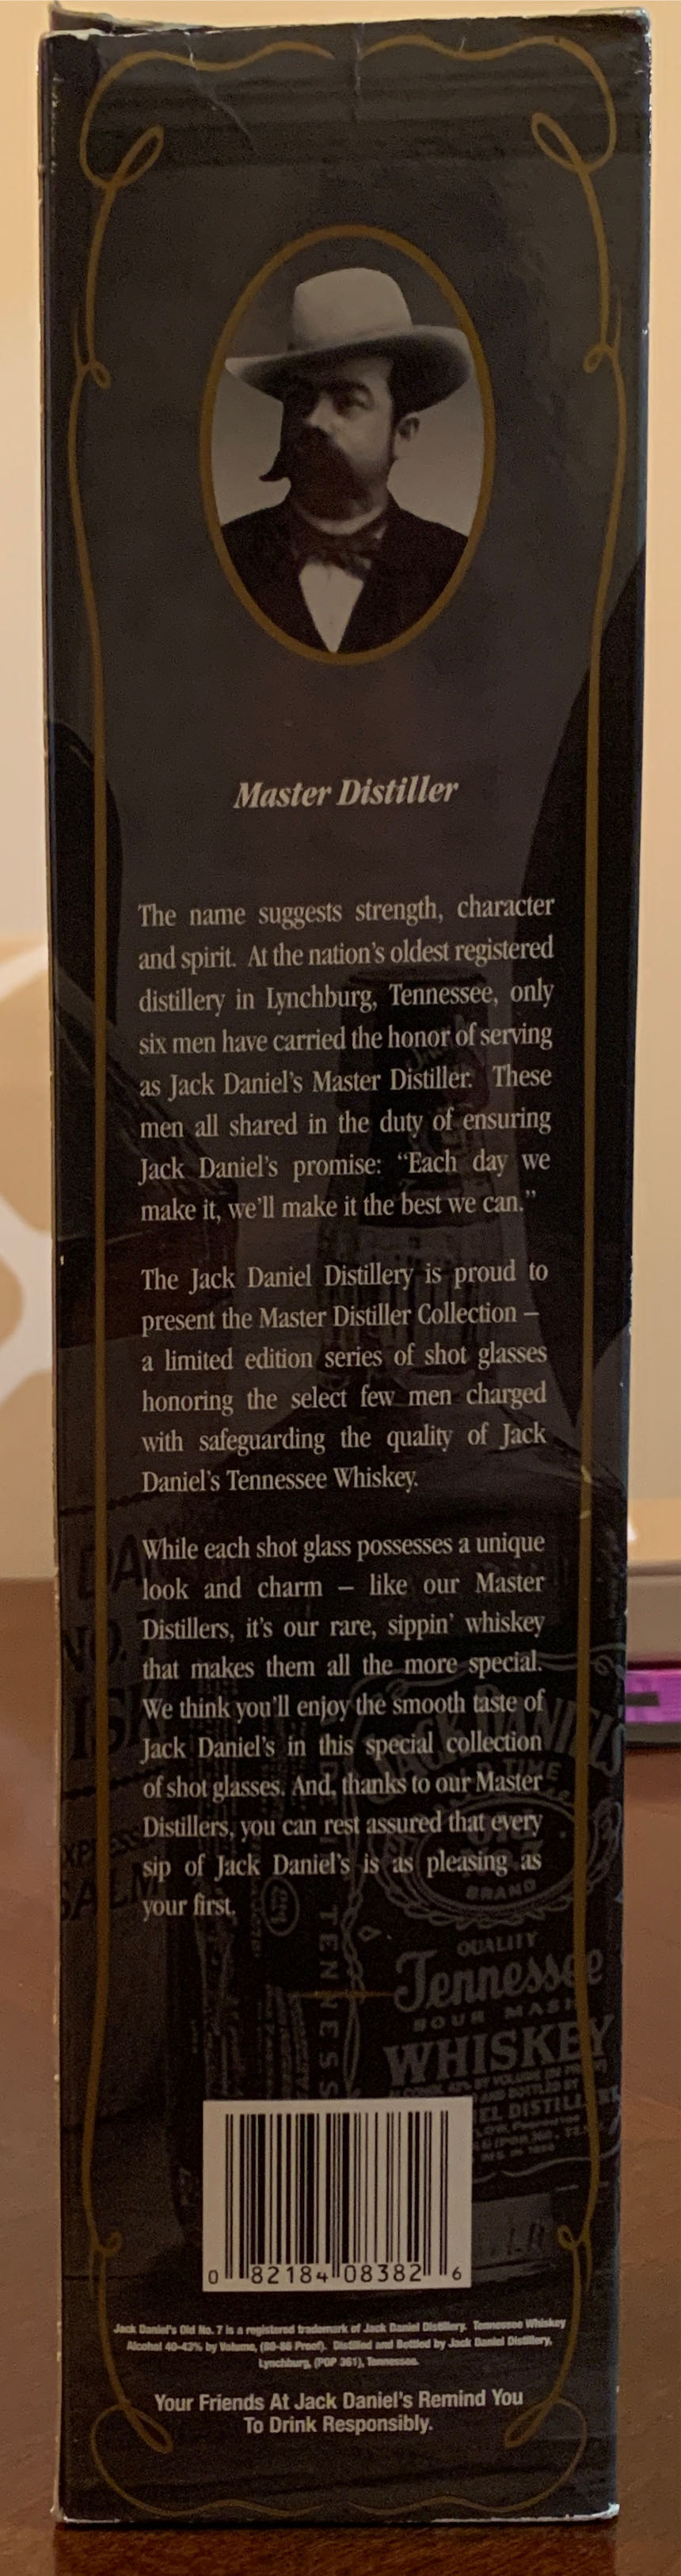 Master Distiller
The name suggests strength, character
and spirit. At the nation's oldest registered
distillery in Lynchburg, Tennessee, only
six men have carried the honor of serving
as Jack Daniel's Master Distiller. These
men all shared in the duty of ensuring
Jack Daniel's promise: “Each day we
make it, we'll make it the best we can.”
The Jack Daniel Distillery is proud to
present the Master Distiller Collection –
a limited edition series of shot glasses
honoring the select few men charged
with safeguarding the quality of Jack
Daniel's Tennessee Whiskey.
While each shot glass possesses a unique
look and charm – like our Master
Distillers, it's our rare, sippin' whiskey
that makes them all the more special.
We think you'll enjoy the smooth taste of
Jack Daniel's in this special collection
of shot glasses. And, thanks to our Master
Distillers, you can rest assured that every
sip of Jack Daniel's is as pleasing as
your first.
JACK DANIEL'S
TIME
BRAND
QUALITY
Tennessee
SOUR MASH
WHISKEY
0 82184 08382 6
Jack Daniel's Old No. 7 is a registered trademark of Jack Daniel Distillery. Tennessee Whiskey
Alcohol 40-43% by Volume, (80-86 Proof). Distilled and Bottled by Jack Daniel Distillery,
Lynchburg, (POP 361), Tennessee.
Your Friends At Jack Daniel's Remind You
To Drink Responsibly.